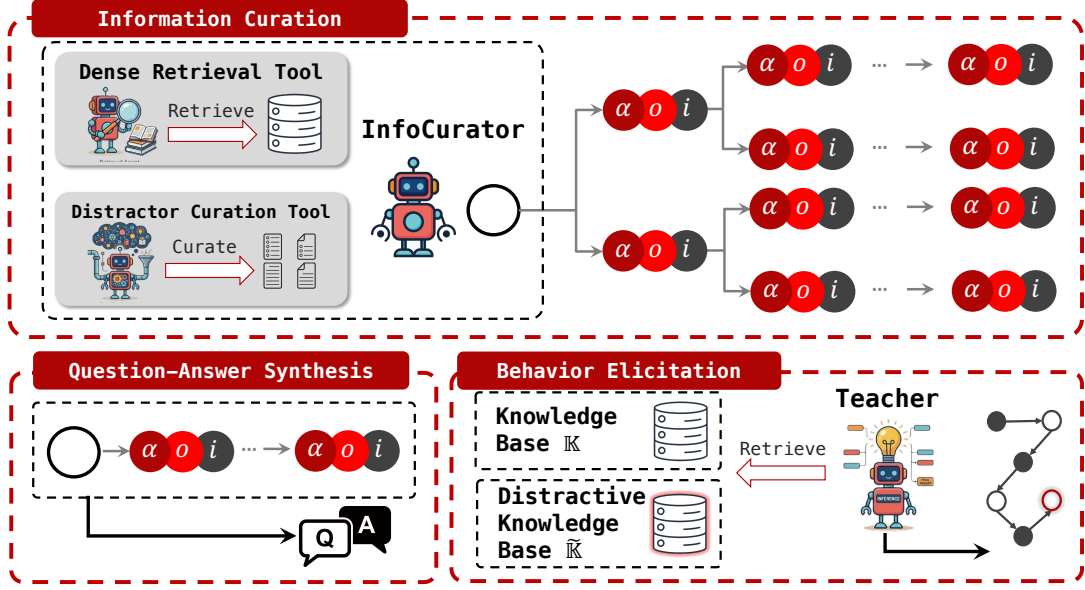 Information Curation
Dense Retrieval Tool
Retrieve
InfoCurator
Distractor Curation Tool
Curate
α o i
α o i
α o i ... α o i
α o i ... α o i
α o i ... α o i
α o i ... α o i
Question-Answer Synthesis
α o i ... α o i
Q A
Behavior Elicitation
Knowledge
Base 𝕂
Distractive
Knowledge
Base 𝕂̃
Retrieve
Teacher
INFERENCE